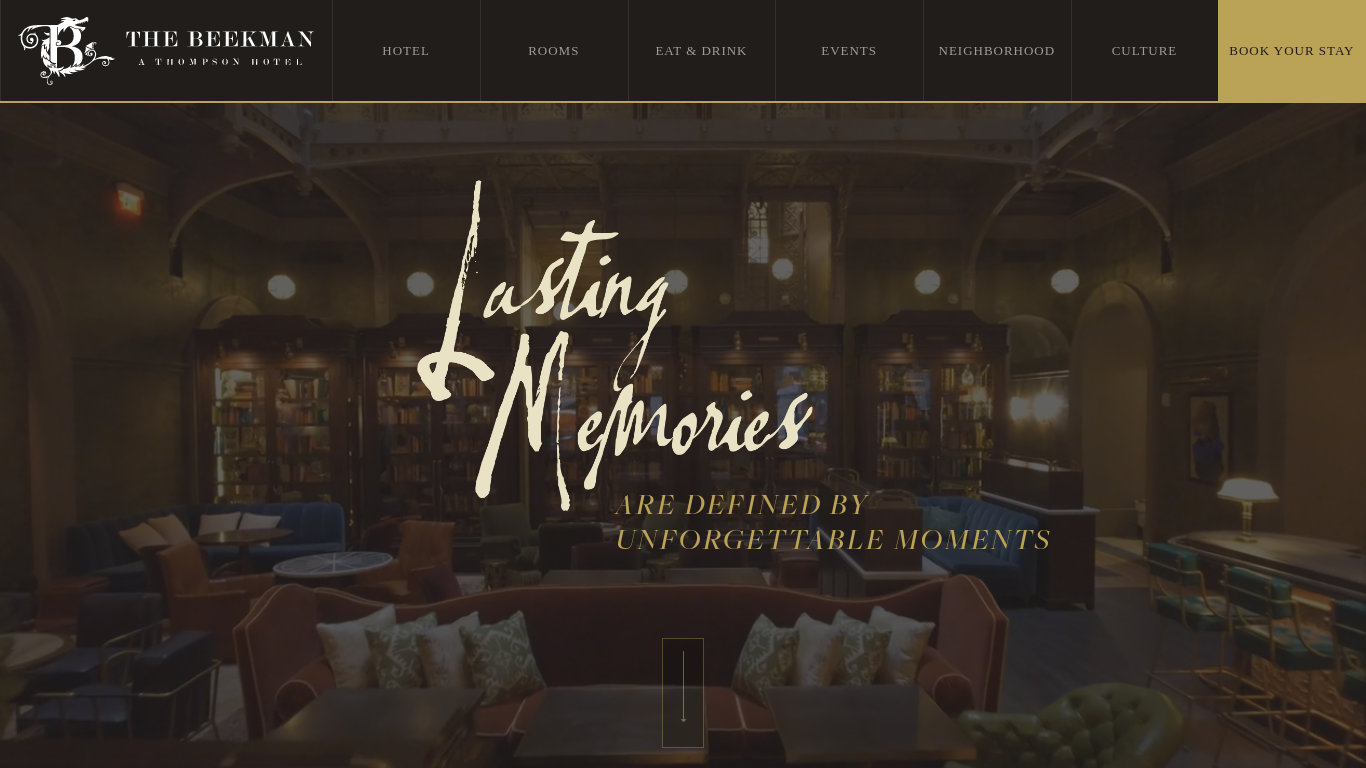 THE BEEKMAN
A THOMPSON HOTEL
HOTEL
ROOMS
EAT & DRINK
EVENTS
NEIGHBORHOOD
CULTURE
BOOK YOUR STAY
Lasting
Memories
ARE DEFINED BY
UNFORGETTABLE MOMENTS